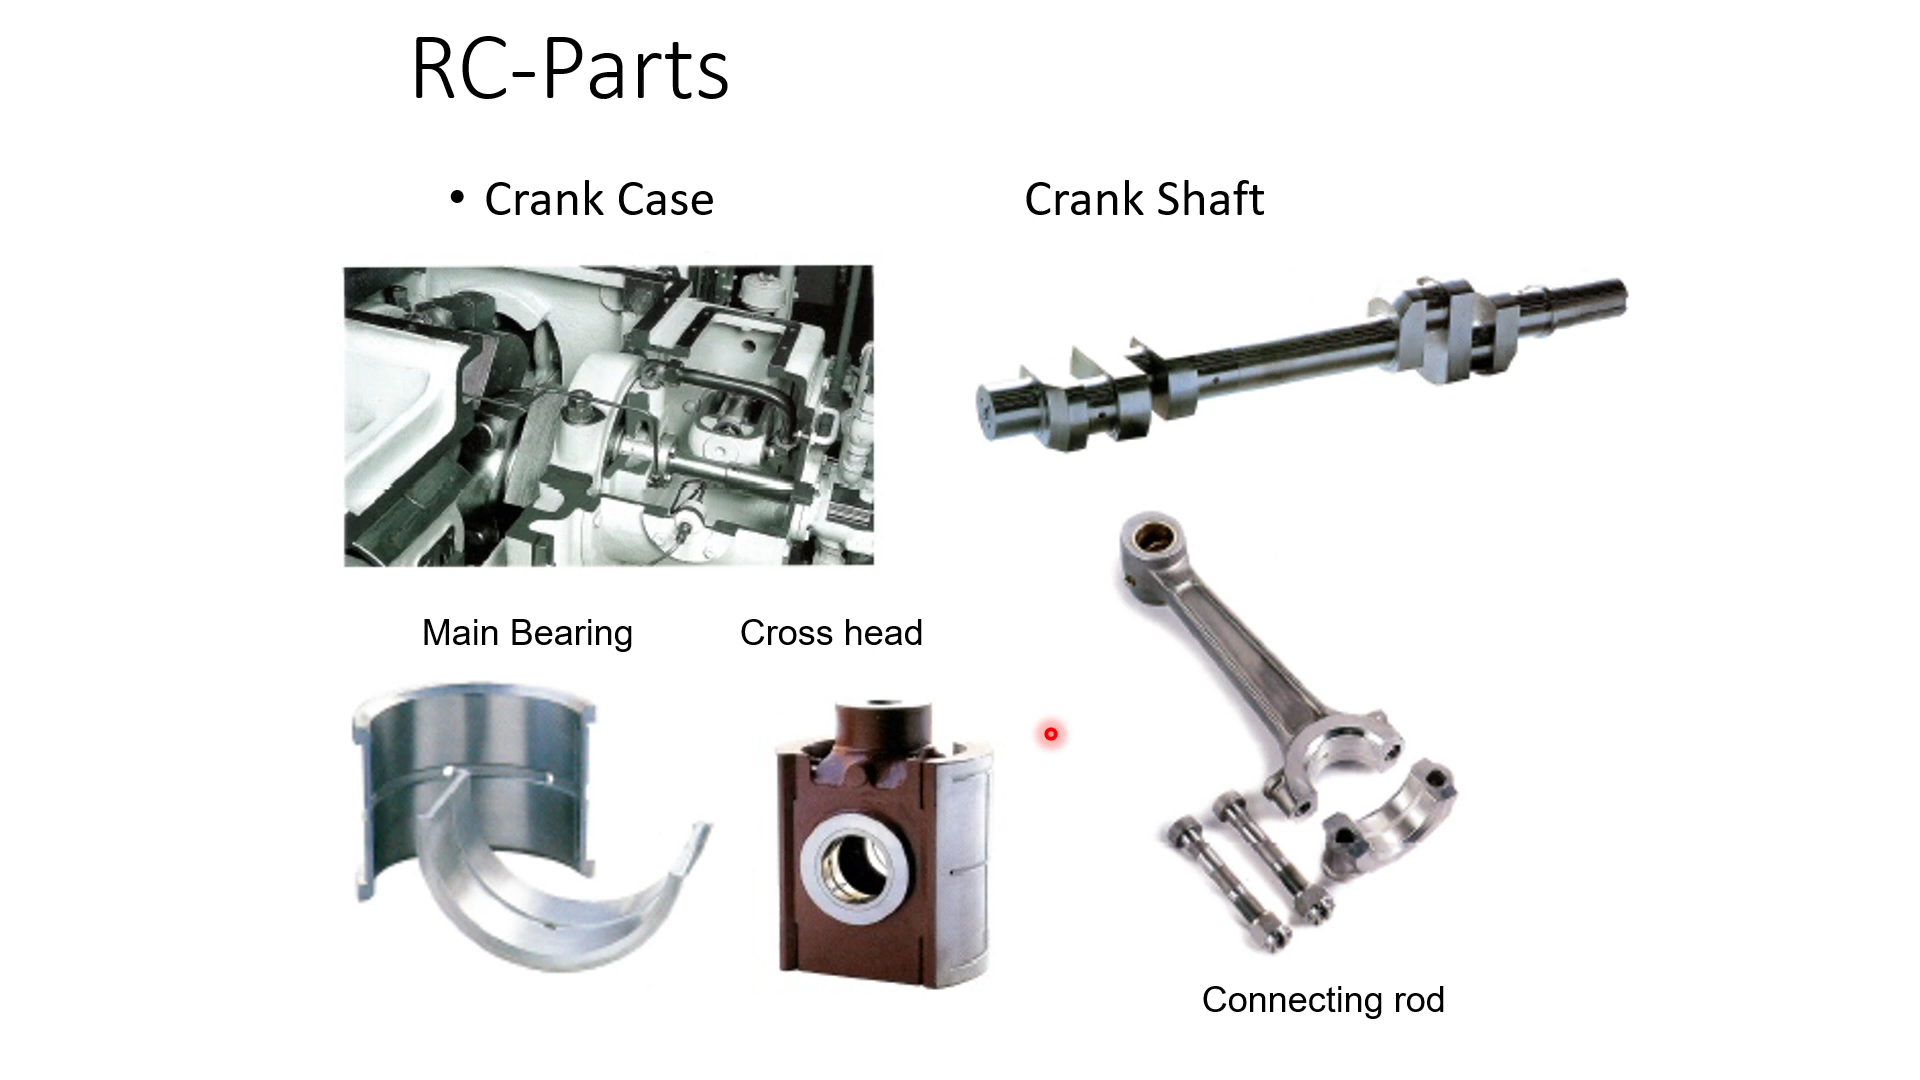 RC-Parts
• Crank Case
Crank Shaft
Main Bearing
Cross head
Connecting rod